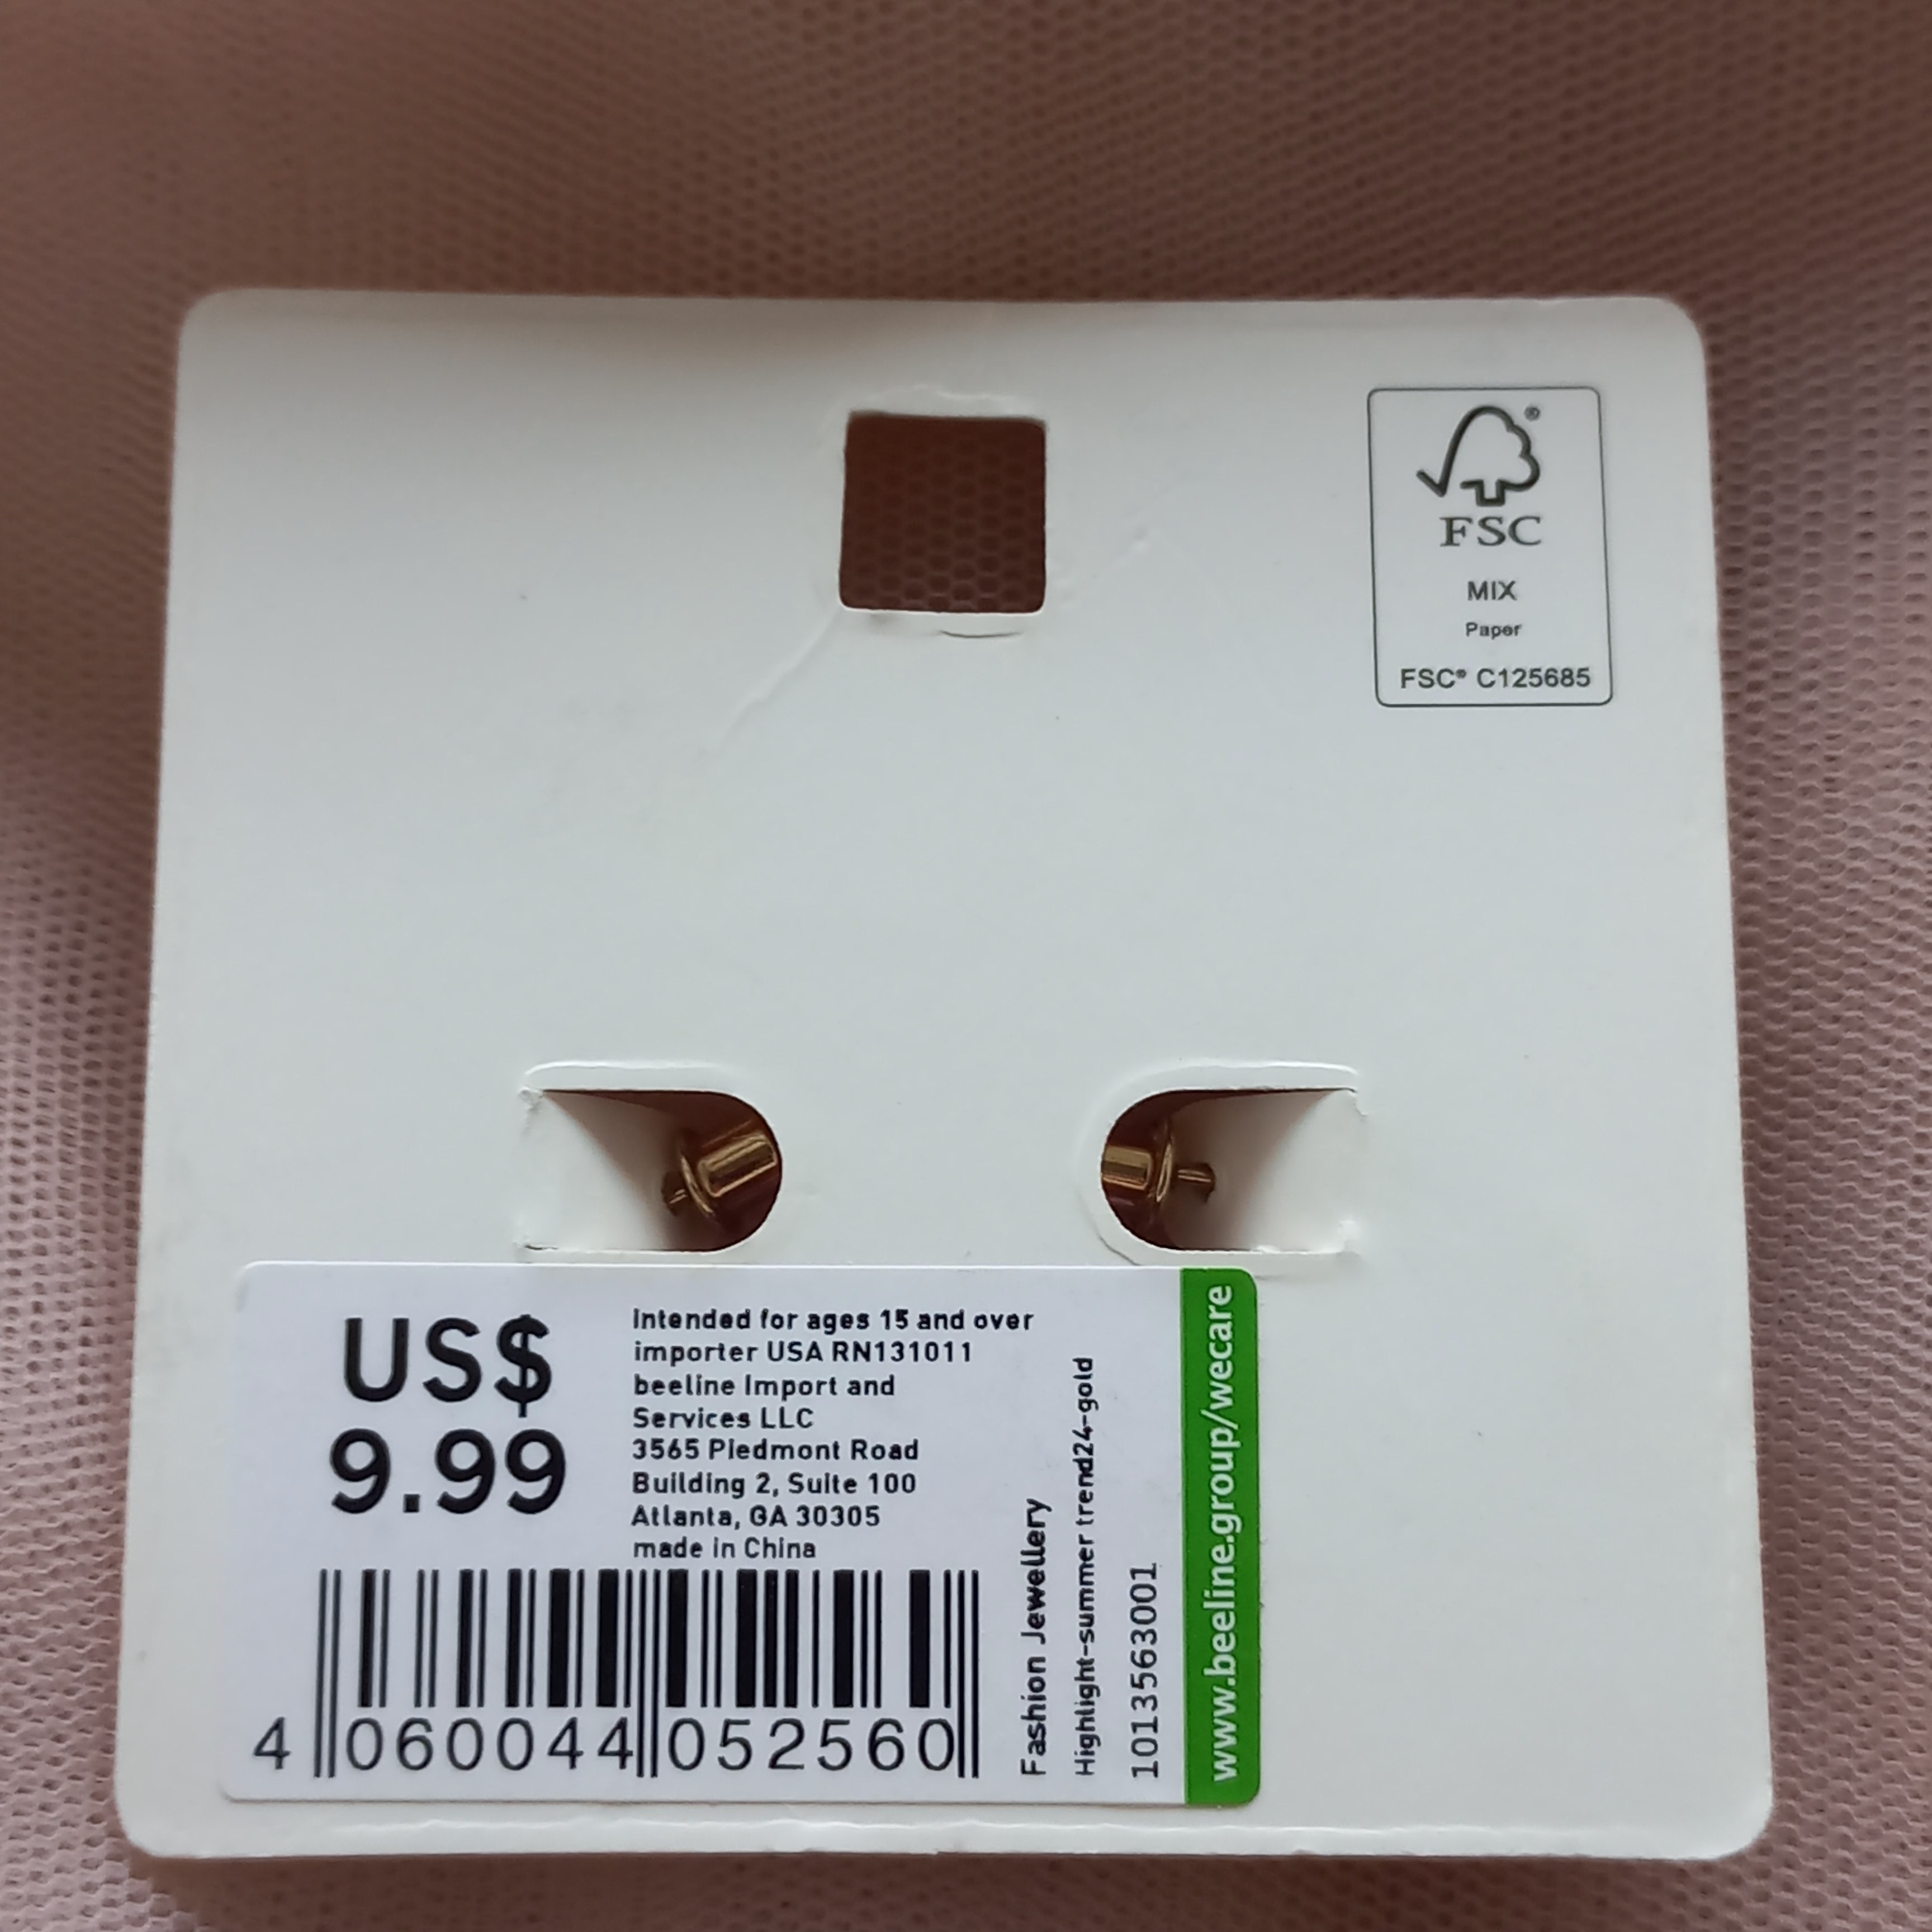 ®
FSC
MIX
Paper
FSC® C125685
US$
9.99
Intended for ages 15 and over
importer USA RN131011
beeline Import and
Services LLC
3565 Piedmont Road
Building 2, Suite 100
Atlanta, GA 30305
made in China
4 060044 052560
Fashion Jewellery
Highlight-summer trend24-gold
1013563001
www.beeline.group/wecare